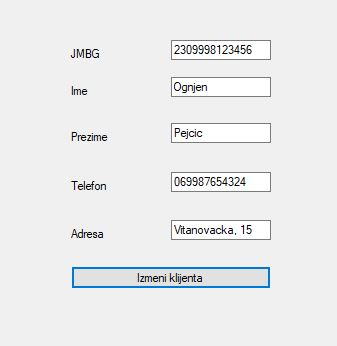 JMBG 2309998123456
Ime Ognjen
Prezime Pejcic
Telefon 069987654324
Adresa Vitanovacka, 15
Izmeni klijenta